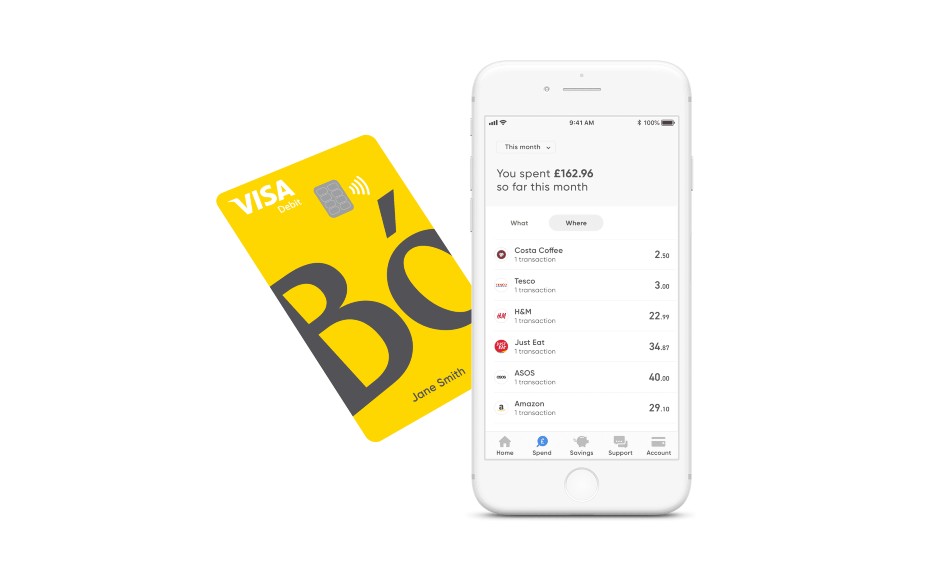 VISA
Debit
Bó
Jane Smith
9:41 AM
100%
This month
You spent £162.96
so far this month
What Where
Costa Coffee
1 transaction
2.50
Tesco
1 transaction
3.00
H&M
1 transaction
22.99
Just Eat
1 transaction
34.87
ASOS
1 transaction
40.00
Amazon
1 transaction
29.10
Home Spend Savings Support Account